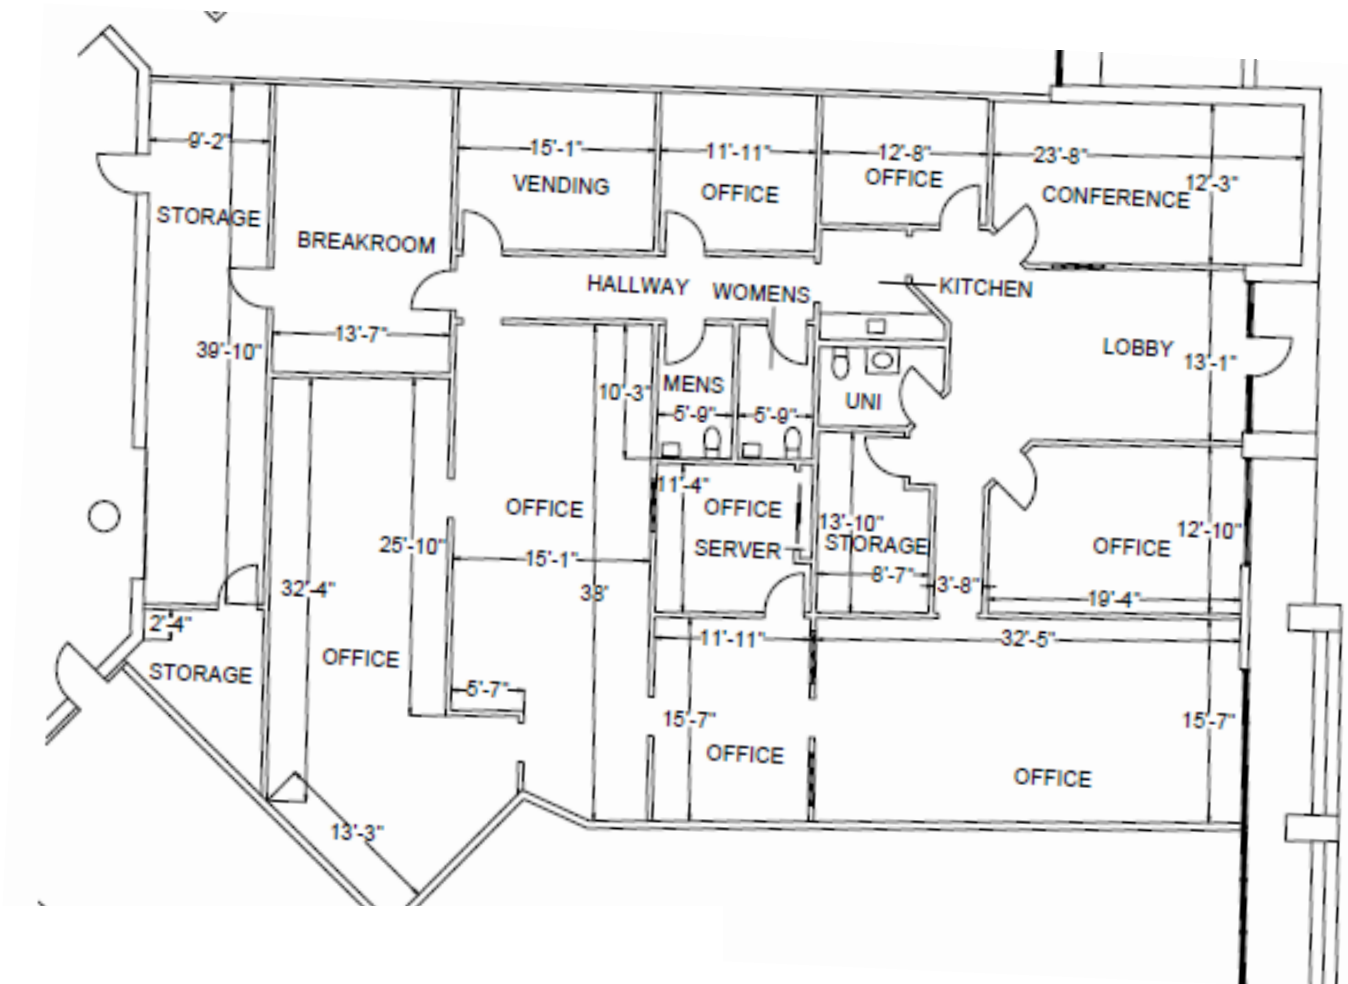 9'-2"
15'-1"
11'-11"
12'-8"
23'-8"
12'-3"
VENDING
OFFICE
OFFICE
CONFERENCE
STORAGE
BREAKROOM
HALLWAY
WOMENS
KITCHEN
13'-7"
39'-10"
LOBBY
13'-1"
10'-3"
MENS
UNI
5'-9"
5'-9"
11'-4"
OFFICE
OFFICE
SERVER
13'-10"
STORAGE
12'-10"
OFFICE
25'-10"
15'-1"
8'-7"
3'-8"
19'-4"
32'-4"
38'
2'-4"
11'-11"
32'-5"
STORAGE
OFFICE
5'-7"
15'-7"
15'-7"
OFFICE
OFFICE
13'-3"